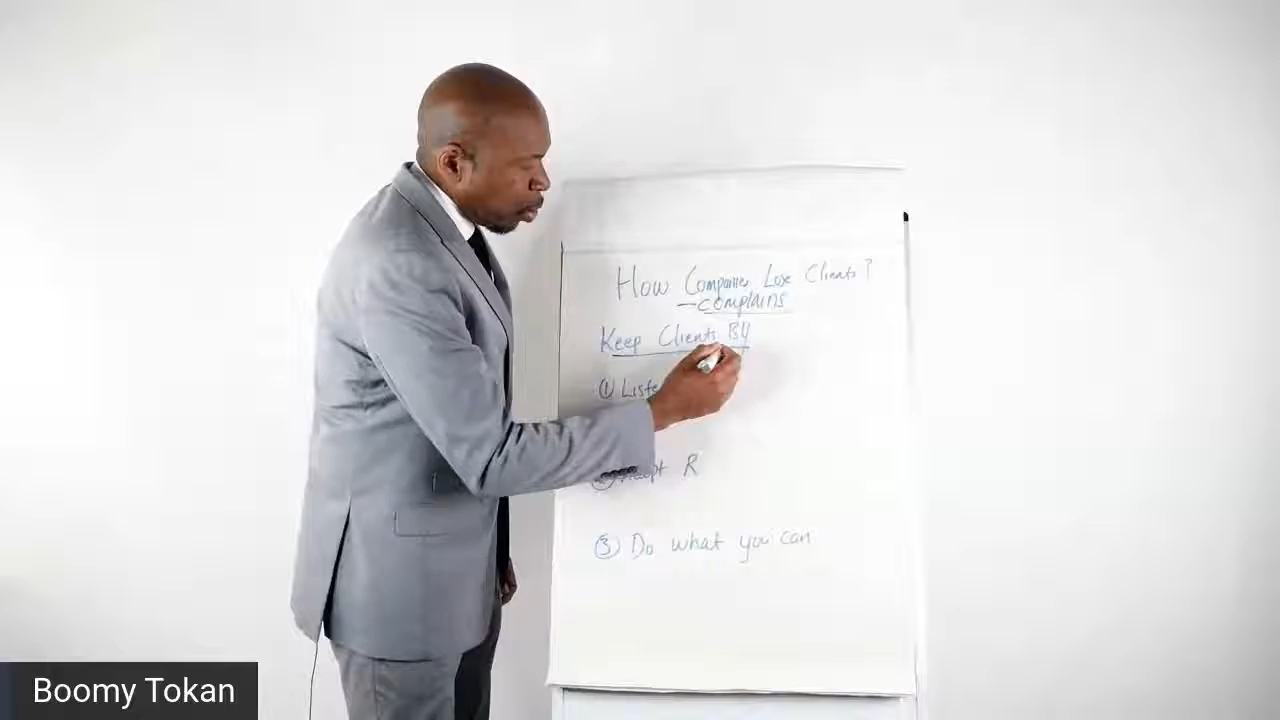 How Companies Lose Clients?
– complains
Keep Clients By
① Liste
② Accept R
③ Do what you can
Boomy Tokan